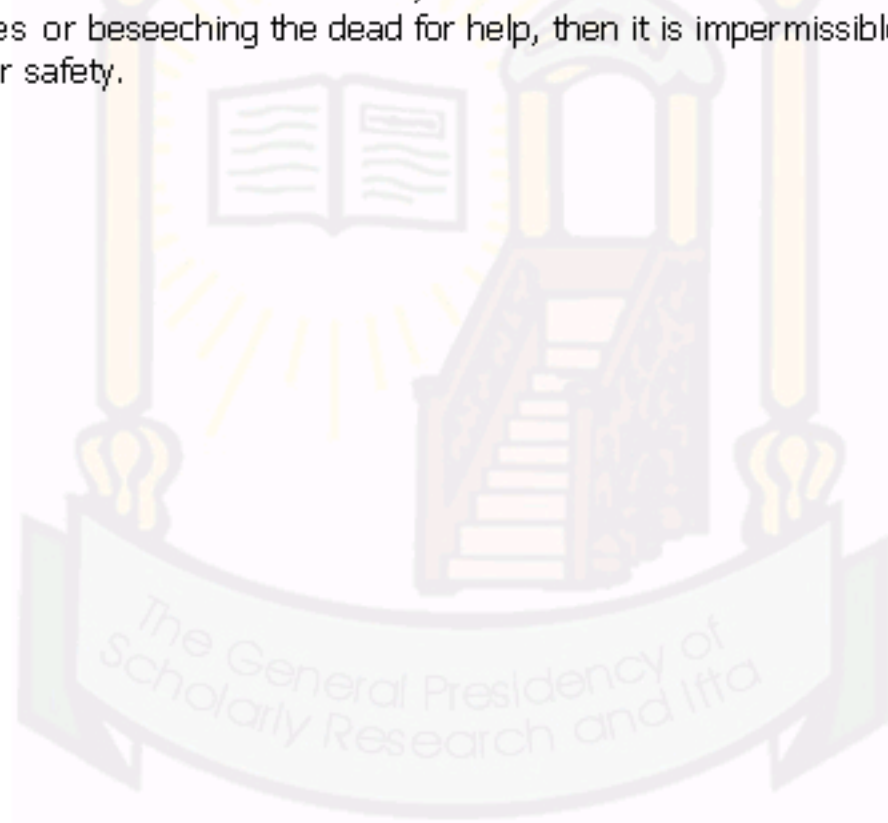 es or beseeching the dead for help, then it is impermissible
r safety.
The General Presidency of
Scholarly Research and Ifta